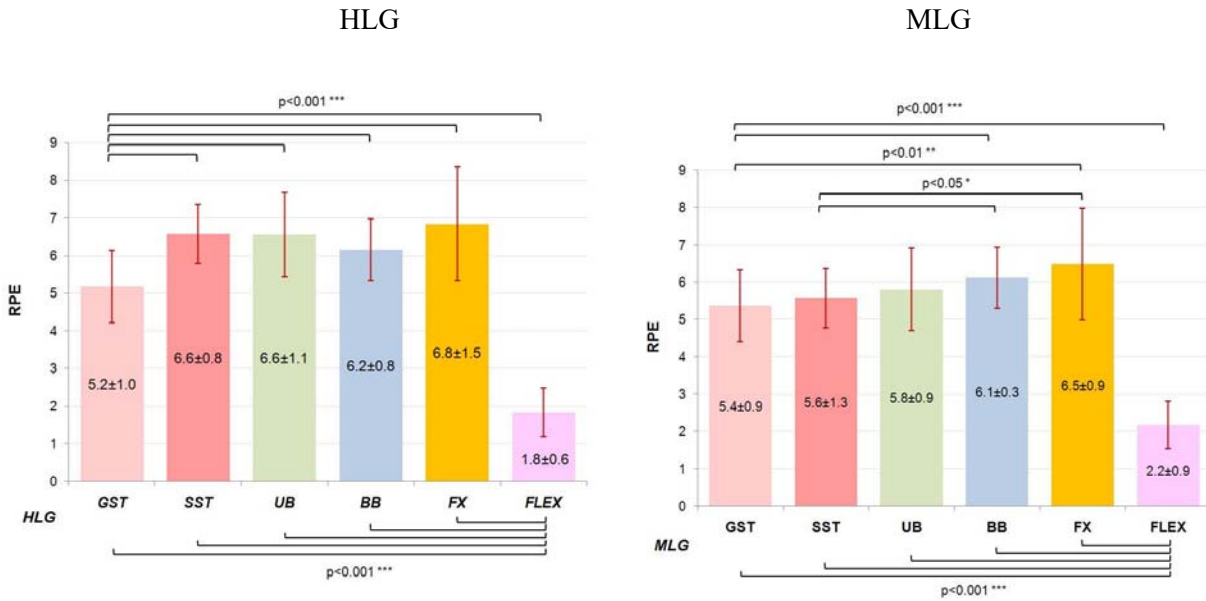 HLG
p<0.001 ***
9
8
7
6
5
4
3
2
1
0
RPE
5.2±1.0
6.6±0.8
6.6±1.1
6.2±0.8
6.8±1.5
1.8±0.6
GST SST UB BB FX FLEX
HLG
p<0.001 ***
MLG
p<0.001 ***
p<0.01 **
p<0.05 *
9
8
7
6
5
4
3
2
1
0
RPE
5.4±0.9
5.6±1.3
5.8±0.9
6.1±0.3
6.5±0.9
2.2±0.9
GST SST UB BB FX FLEX
MLG
p<0.001 ***